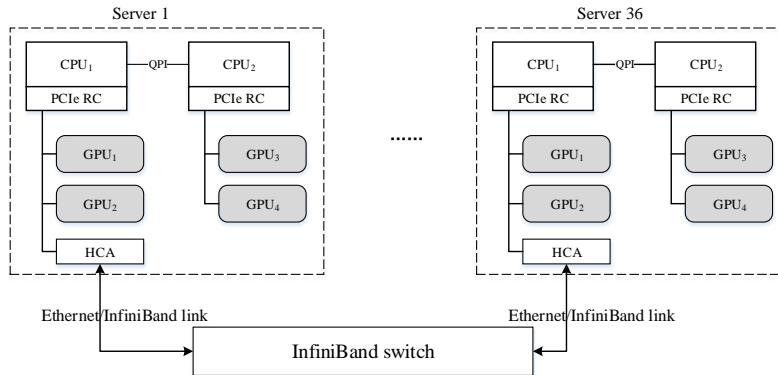 Server 1
Server 36
CPU₁
QPI
CPU₂
CPU₁
QPI
CPU₂
PCIe RC
PCIe RC
PCIe RC
PCIe RC
......
GPU₁
GPU₃
GPU₁
GPU₃
GPU₂
GPU₄
GPU₂
GPU₄
HCA
HCA
Ethernet/InfiniBand link
Ethernet/InfiniBand link
InfiniBand switch